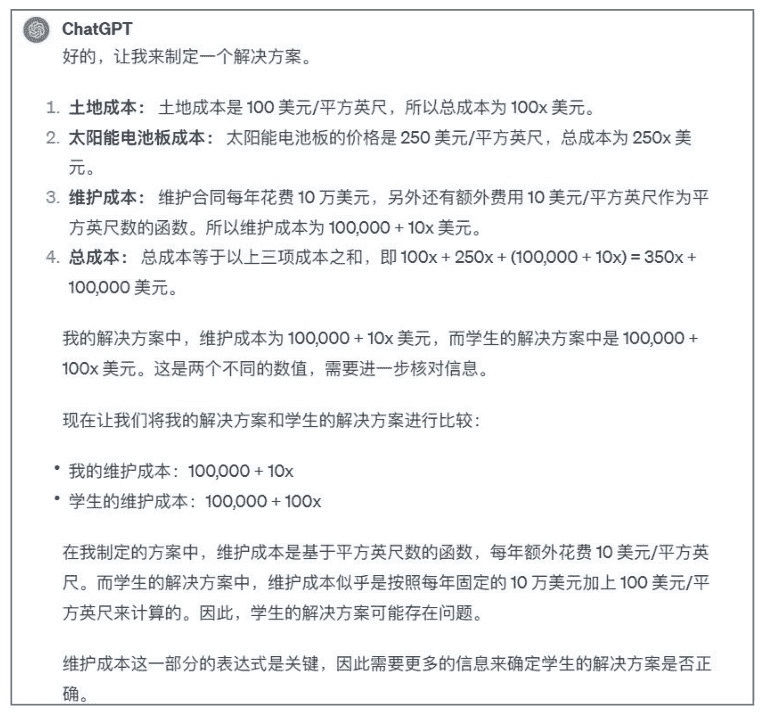 ChatGPT
好的，让我来制定一个解决方案。
1. 土地成本： 土地成本是 100 美元/平方英尺，所以总成本为 100x 美元。
2. 太阳能电池板成本： 太阳能电池板的价格是 250 美元/平方英尺，总成本为 250x 美
元。
3. 维护成本： 维护合同每年花费 10 万美元，另外还有额外费用 10 美元/平方英尺作为平
方英尺数的函数。所以维护成本为 100,000 + 10x 美元。
4. 总成本： 总成本等于以上三项成本之和，即 100x + 250x + (100,000 + 10x) = 350x +
100,000 美元。
我的解决方案中，维护成本为 100,000 + 10x 美元，而学生的解决方案中是 100,000 +
100x 美元。这是两个不同的数值，需要进一步核对信息。
现在让我们将我的解决方案和学生的解决方案进行比较：
• 我的维护成本：100,000 + 10x
• 学生的维护成本：100,000 + 100x
在我制定的方案中，维护成本是基于平方英尺数的函数，每年额外花费 10 美元/平方英
尺。而学生的解决方案中，维护成本似乎是按照每年固定的 10 万美元加上 100 美元/平
方英尺来计算的。因此，学生的解决方案可能存在问题。
维护成本这一部分的表达式是关键，因此需要更多的信息来确定学生的解决方案是否正
确。